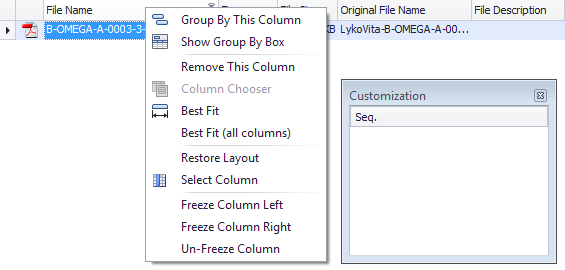 File Name Original File Name File Description
B-OMEGA-A-0003-3- KB LykoVita-B-OMEGA-A-00...
Group By This Column
Show Group By Box
Remove This Column
Column Chooser
Best Fit
Best Fit (all columns)
Restore Layout
Select Column
Freeze Column Left
Freeze Column Right
Un-Freeze Column
Customization
Seq.